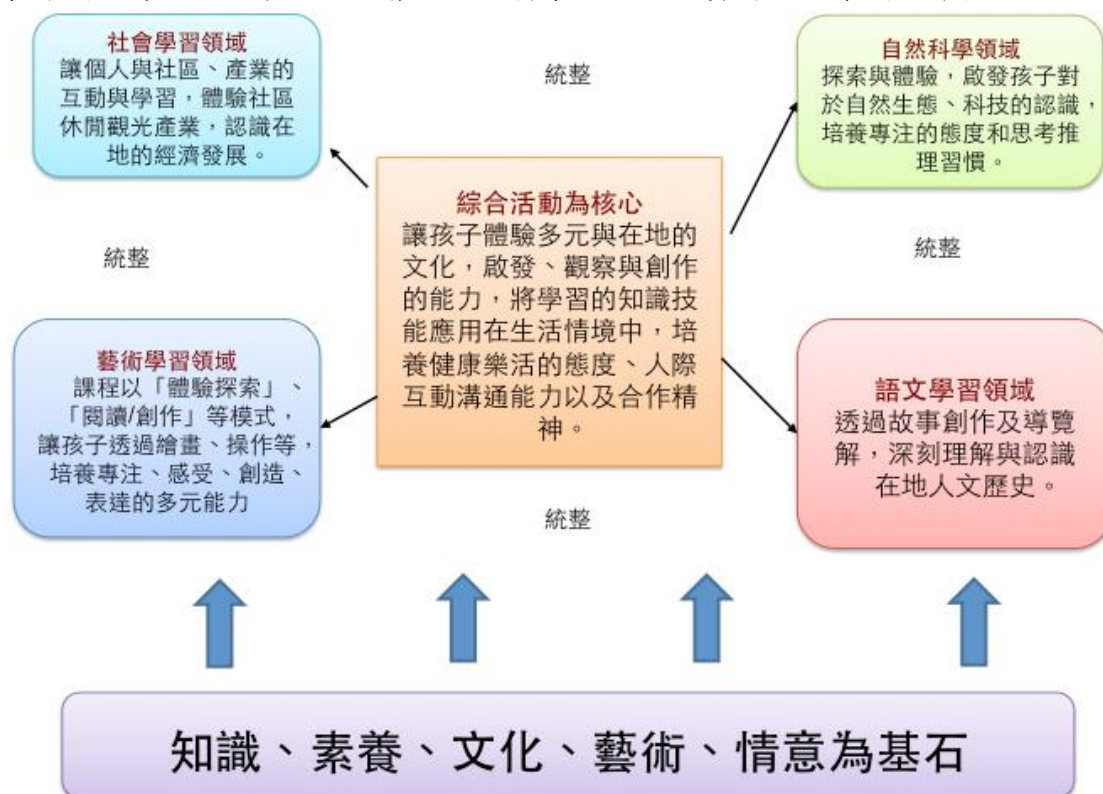 社會學習領域
讓個人與社區、產業的
互動與學習，體驗社區
休閒觀光產業，認識在
地的經濟發展。
統整
自然科學領域
探索與體驗，啟發孩子對
於自然生態、科技的認識，
培養專注的態度和思考推
理習慣。
綜合活動為核心
讓孩子體驗多元與在地的
文化，啟發、觀察與創作
的能力，將學習的知識技
能應用在生活情境中，培
養健康樂活的態度、人際
互動溝通能力以及合作精
神。
統整
統整
藝術學習領域
課程以「體驗探索」、
「閱讀/創作」等模式，
讓孩子透過繪畫、操作等，
培養專注、感受、創造、
表達的多元能力
語文學習領域
透過故事創作及導覽
解，深刻理解與認識
在地人文歷史。
統整
知識、素養、文化、藝術、情意為基石